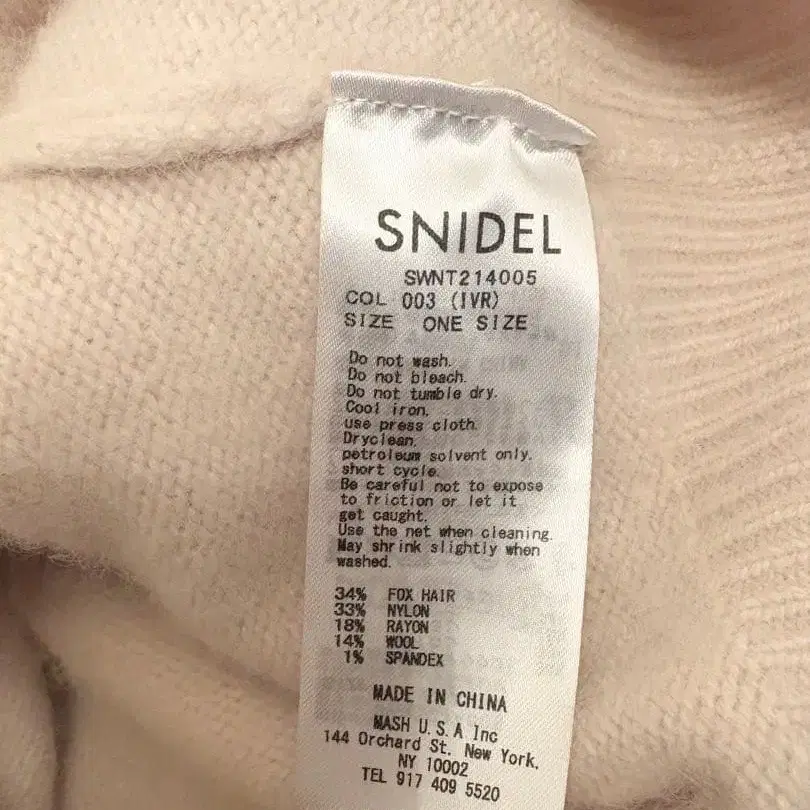 SNIDEL
SWNT214005
COL 003 (IVR)
SIZE ONE SIZE
Do not wash.
Do not bleach.
Do not tumble dry.
Cool iron.
use press cloth.
Dryclean.
petroleum solvent only.
short cycle.
Be careful not to expose
to friction or let it
get caught.
Use the net when cleaning.
May shrink slightly when
washed.
34% FOX HAIR
33% NYLON
18% RAYON
14% WOOL
1% SPANDEX
MADE IN CHINA
MASH U.S.A Inc
144 Orchard St. New York.
NY 10002
TEL 917 409 5520